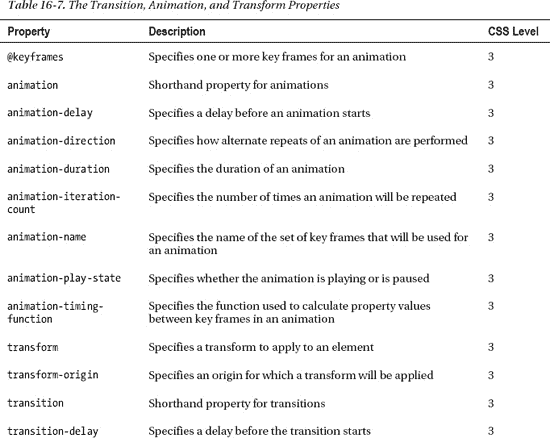 Table 16-7. The Transition, Animation, and Transform Properties
Property Description CSS Level
@keyframes Specifies one or more key frames for an animation 3
animation Shorthand property for animations 3
animation-delay Specifies a delay before an animation starts 3
animation-direction Specifies how alternate repeats of an animation are performed 3
animation-duration Specifies the duration of an animation 3
animation-iteration- Specifies the number of times an animation will be repeated 3
count
animation-name Specifies the name of the set of key frames that will be used for 3
an animation
animation-play-state Specifies whether the animation is playing or is paused 3
animation-timing- Specifies the function used to calculate property values 3
function between key frames in an animation
transform Specifies a transform to apply to an element 3
transform-origin Specifies an origin for which a transform will be applied 3
transition Shorthand property for transitions 3
transition-delay Specifies a delay before the transition starts 3